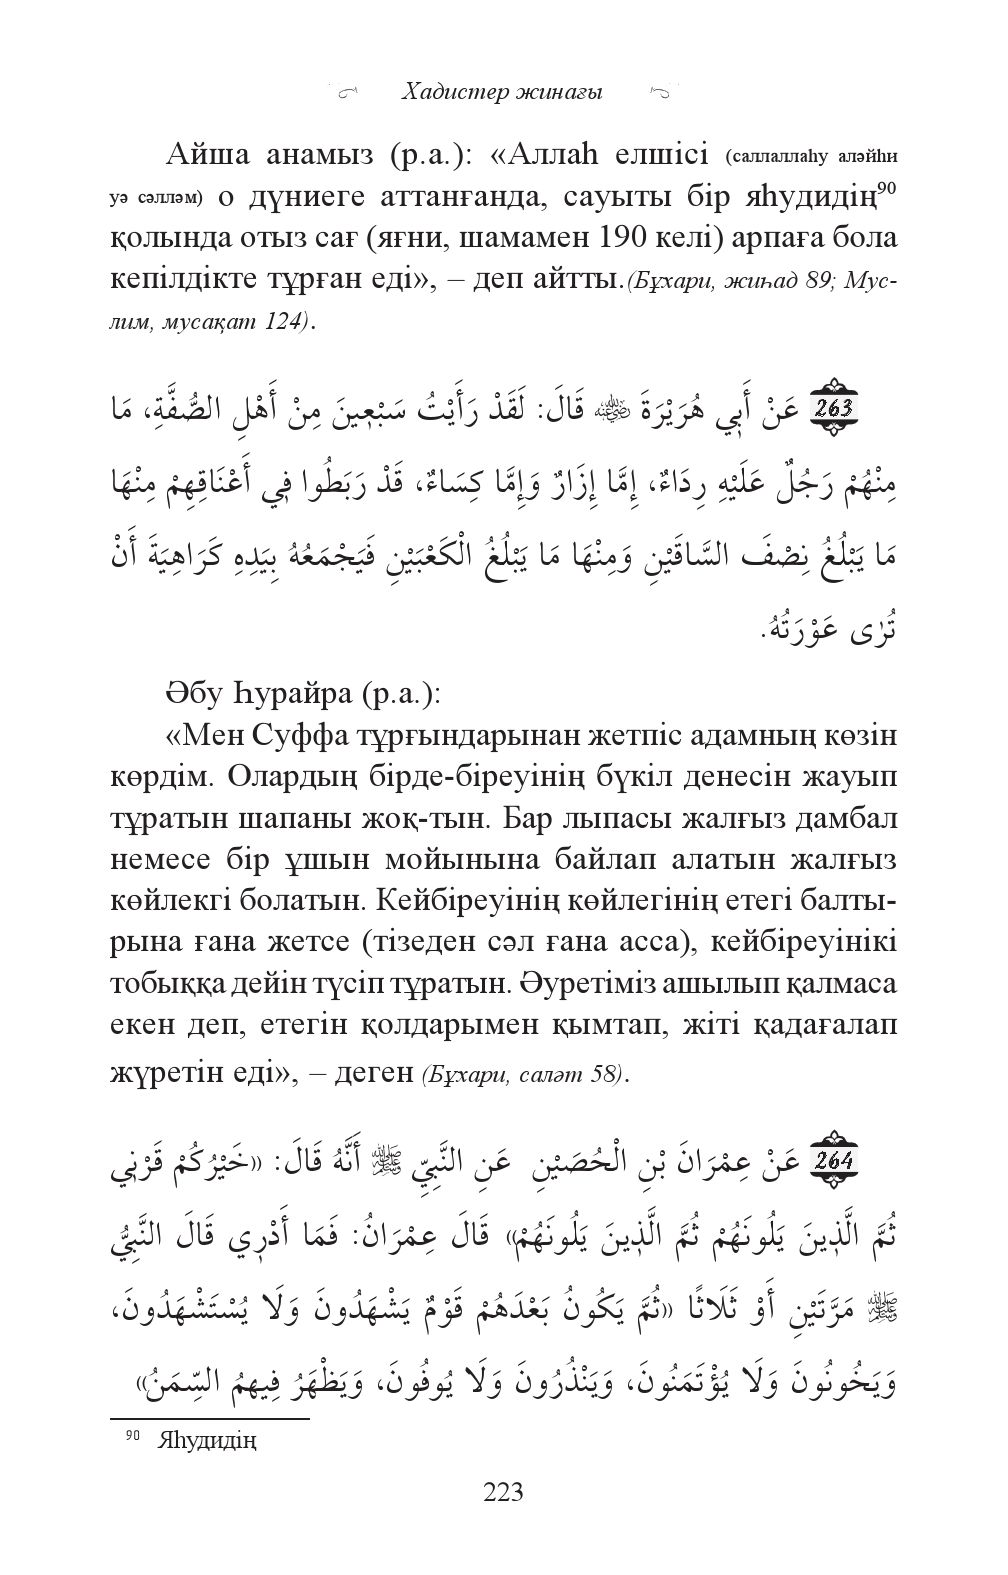 Хадистер жинағы
Айша анамыз (р.а.): «Аллаһ елшісі (саллаллаһу аләйһи
уә сәлләм) о дүниеге аттанғанда, сауыты бір яһудидің90
қолында отыз сағ (яғни, шамамен 190 келі) арпаға бола
кепілдікте тұрған еді», – деп айтты.(Бұхари, жиһад 89; Мус-
лим, мусақат 124).
263 عَنْ أَبِي هُرَيْرَةَ ﷺ قَالَ: لَقَدْ رَأَيْتُ سَبْعِينَ مِنْ أَهْلِ الصُّفَّةِ، مَا
مِنْهُمْ رَجُلٌ عَلَيْهِ رِدَاءٌ، إِمَّا إِزَارٌ وَإِمَّا كِسَاءٌ، قَدْ رَبَطُوا فِي أَعْنَاقِهِمْ مِنْهَا
مَا يَبْلُغُ نِصْفَ السَّاقَيْنِ وَمِنْهَا مَا يَبْلُغُ الْكَعْبَيْنِ فَيَجْمَعُهُ بِيَدِهِ كَرَاهِيَةَ أَنْ
تُرٰى عَوْرَتُهُ.
Әбу Һурайра (р.а.):
«Мен Суффа тұрғындарынан жетпіс адамның көзін
көрдім. Олардың бірде-біреуінің бүкіл денесін жауып
тұратын шапаны жоқ-тын. Бар лыпасы жалғыз дамбал
немесе бір ұшын мойынына байлап алатын жалғыз
көйлекгі болатын. Кейбіреуінің көйлегінің етегі балты-
рына ғана жетсе (тізеден сәл ғана асса), кейбіреуінікі
тобыққа дейін түсіп тұратын. Әуретіміз ашылып қалмаса
екен деп, етегін қолдарымен қымтап, жіті қадағалап
жүретін еді», – деген (Бұхари, саләт 58).
264 عَنْ عِمْرَانَ بْنِ الْحُصَيْنِ عَنِ النَّبِيِّ ﷺ أَنَّهُ قَالَ: «خَيْرُكُمْ قَرْنِي
ثُمَّ الَّذِينَ يَلُونَهُمْ ثُمَّ الَّذِينَ يَلُونَهُمْ» قَالَ عِمْرَانُ: فَمَا أَدْرِي قَالَ النَّبِيُّ
ﷺ مَرَّتَيْنِ أَوْ ثَلَاثًا «ثُمَّ يَكُونُ بَعْدَهُمْ قَوْمٌ يَشْهَدُونَ وَلَا يُسْتَشْهَدُونَ،
وَيَخُونُونَ وَلَا يُؤْتَمَنُونَ، وَيَنْذُرُونَ وَلَا يُوفُونَ، وَيَظْهَرُ فِيهِمُ السِّمَنُ»
90 Яһудидің
223